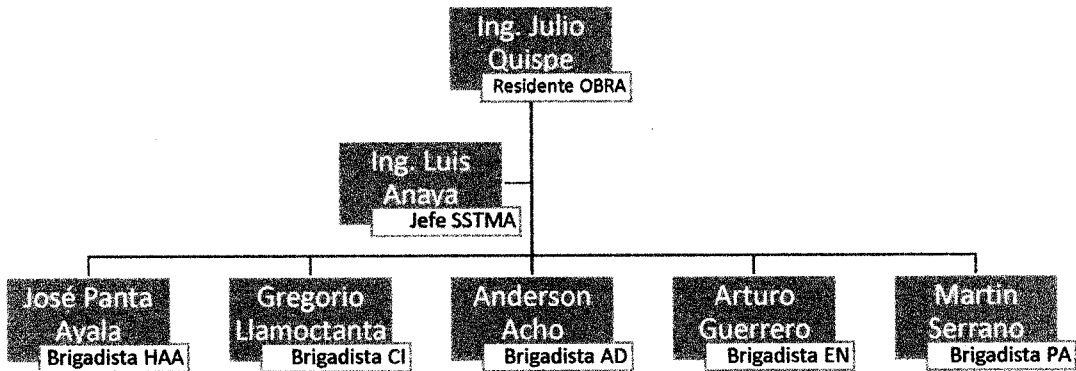 Ing. Julio
Quispe
Residente OBRA
Ing. Luis
Anaya
Jefe SSTMA
José Panta
Ayala
Brigadista HAA
Gregorio
Llamoctanta
Brigadista CI
Anderson
Acho
Brigadista AD
Arturo
Guerrero
Brigadista EN
Martin
Serrano
Brigadista PA